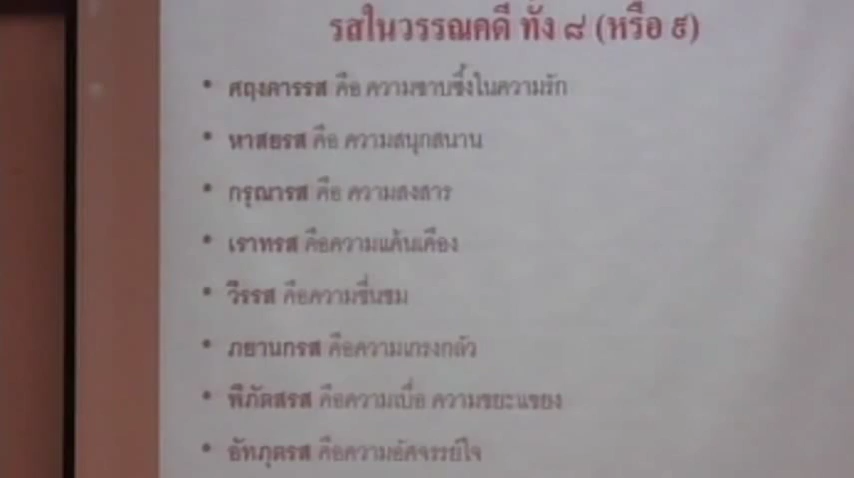 รสในวรรณคดี ทั้ง ๘ (หรือ ๙)
• ศฤงคารรส คือ ความซาบซึ้งในความรัก
• หาสยรส คือ ความสนุกสนาน
• กรุณารส คือ ความสงสาร
• เราทรส คือความแค้นเคือง
• วีรรส คือความชื่นชม
• ภยานกรส คือความเกรงกลัว
• พีภัตสรส คือความเบื่อ ความขยะแขยง
• อัทภุตรส คือความอัศจรรย์ใจ